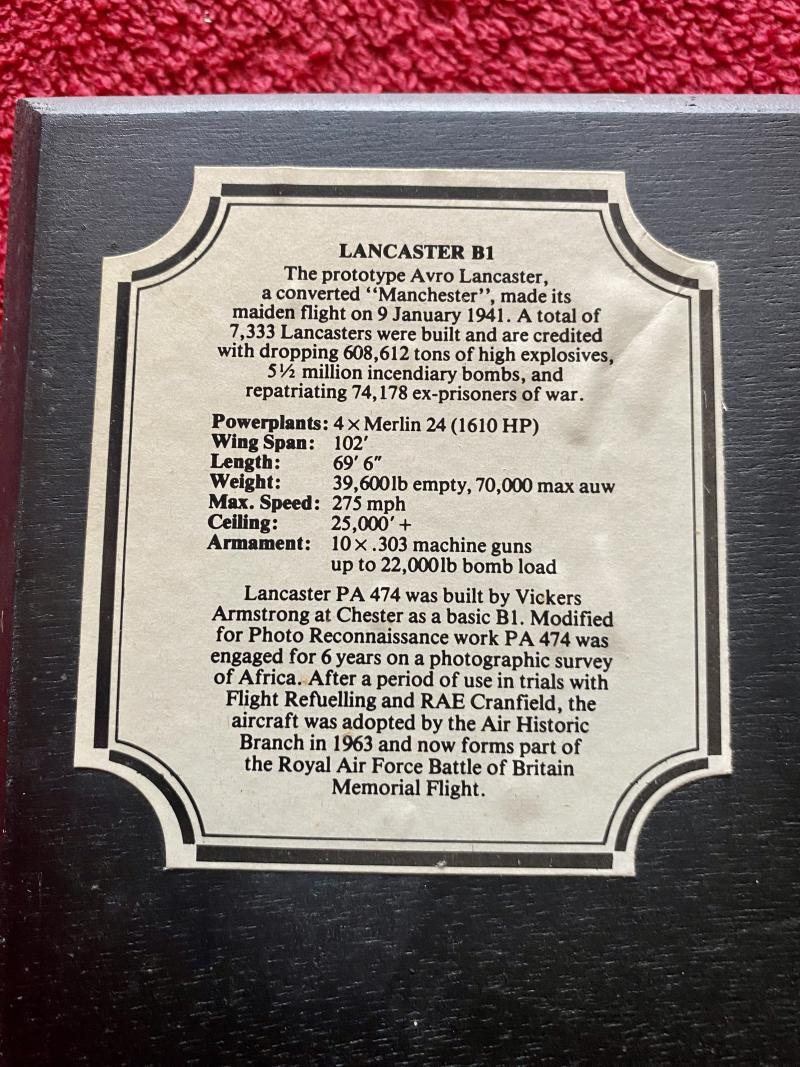 LANCASTER B1
The prototype Avro Lancaster,
a converted “Manchester”, made its
maiden flight on 9 January 1941. A total of
7,333 Lancasters were built and are credited
with dropping 608,612 tons of high explosives,
5½ million incendiary bombs, and
repatriating 74,178 ex-prisoners of war.
Powerplants: 4 × Merlin 24 (1610 HP)
Wing Span: 102′
Length: 69′ 6″
Weight: 39,600lb empty, 70,000 max auw
Max. Speed: 275 mph
Ceiling: 25,000′ +
Armament: 10 × .303 machine guns
up to 22,000lb bomb load
Lancaster PA 474 was built by Vickers
Armstrong at Chester as a basic B1. Modified
for Photo Reconnaissance work PA 474 was
engaged for 6 years on a photographic survey
of Africa. After a period of use in trials with
Flight Refuelling and RAE Cranfield, the
aircraft was adopted by the Air Historic
Branch in 1963 and now forms part of
the Royal Air Force Battle of Britain
Memorial Flight.